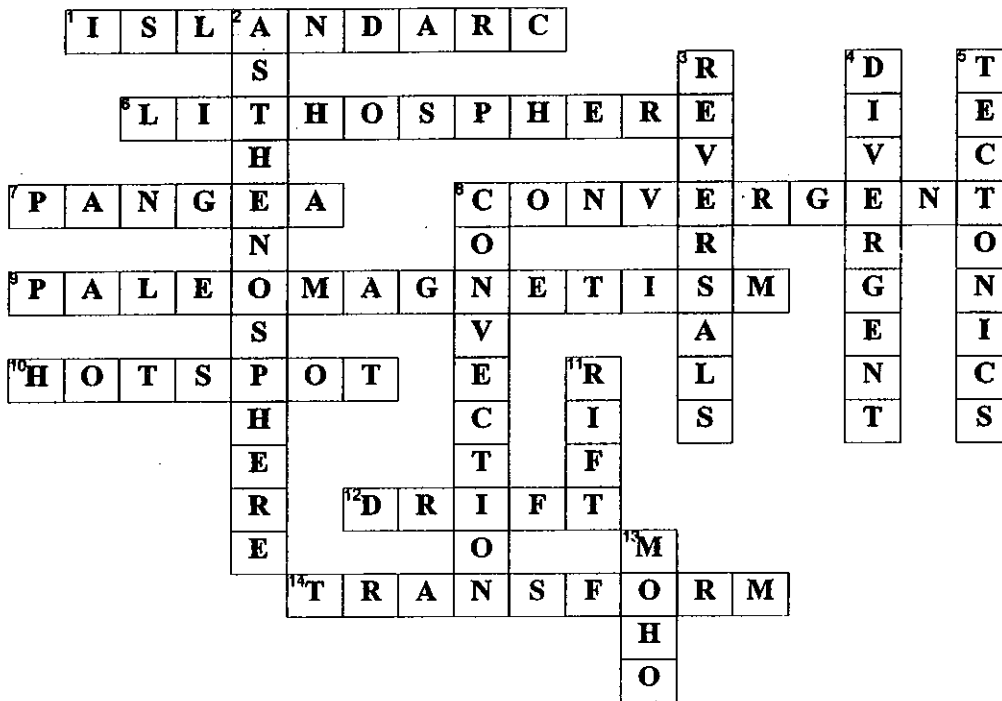 1 I S L 2 A N D A R C
S 3 R 4 D 5 T
6 L I T H O S P H E R E I E
H V V C
7 P A N G E A 8 C O N V E R G E N T
N O R R O
9 P A L E O M A G N E T I S M G N
S V A E I
10 H O T S P O T E 11 R L N C
H C I S T S
E T F
R 12 D R I F T
E O 13 M
14 T R A N S F O R M
H
O